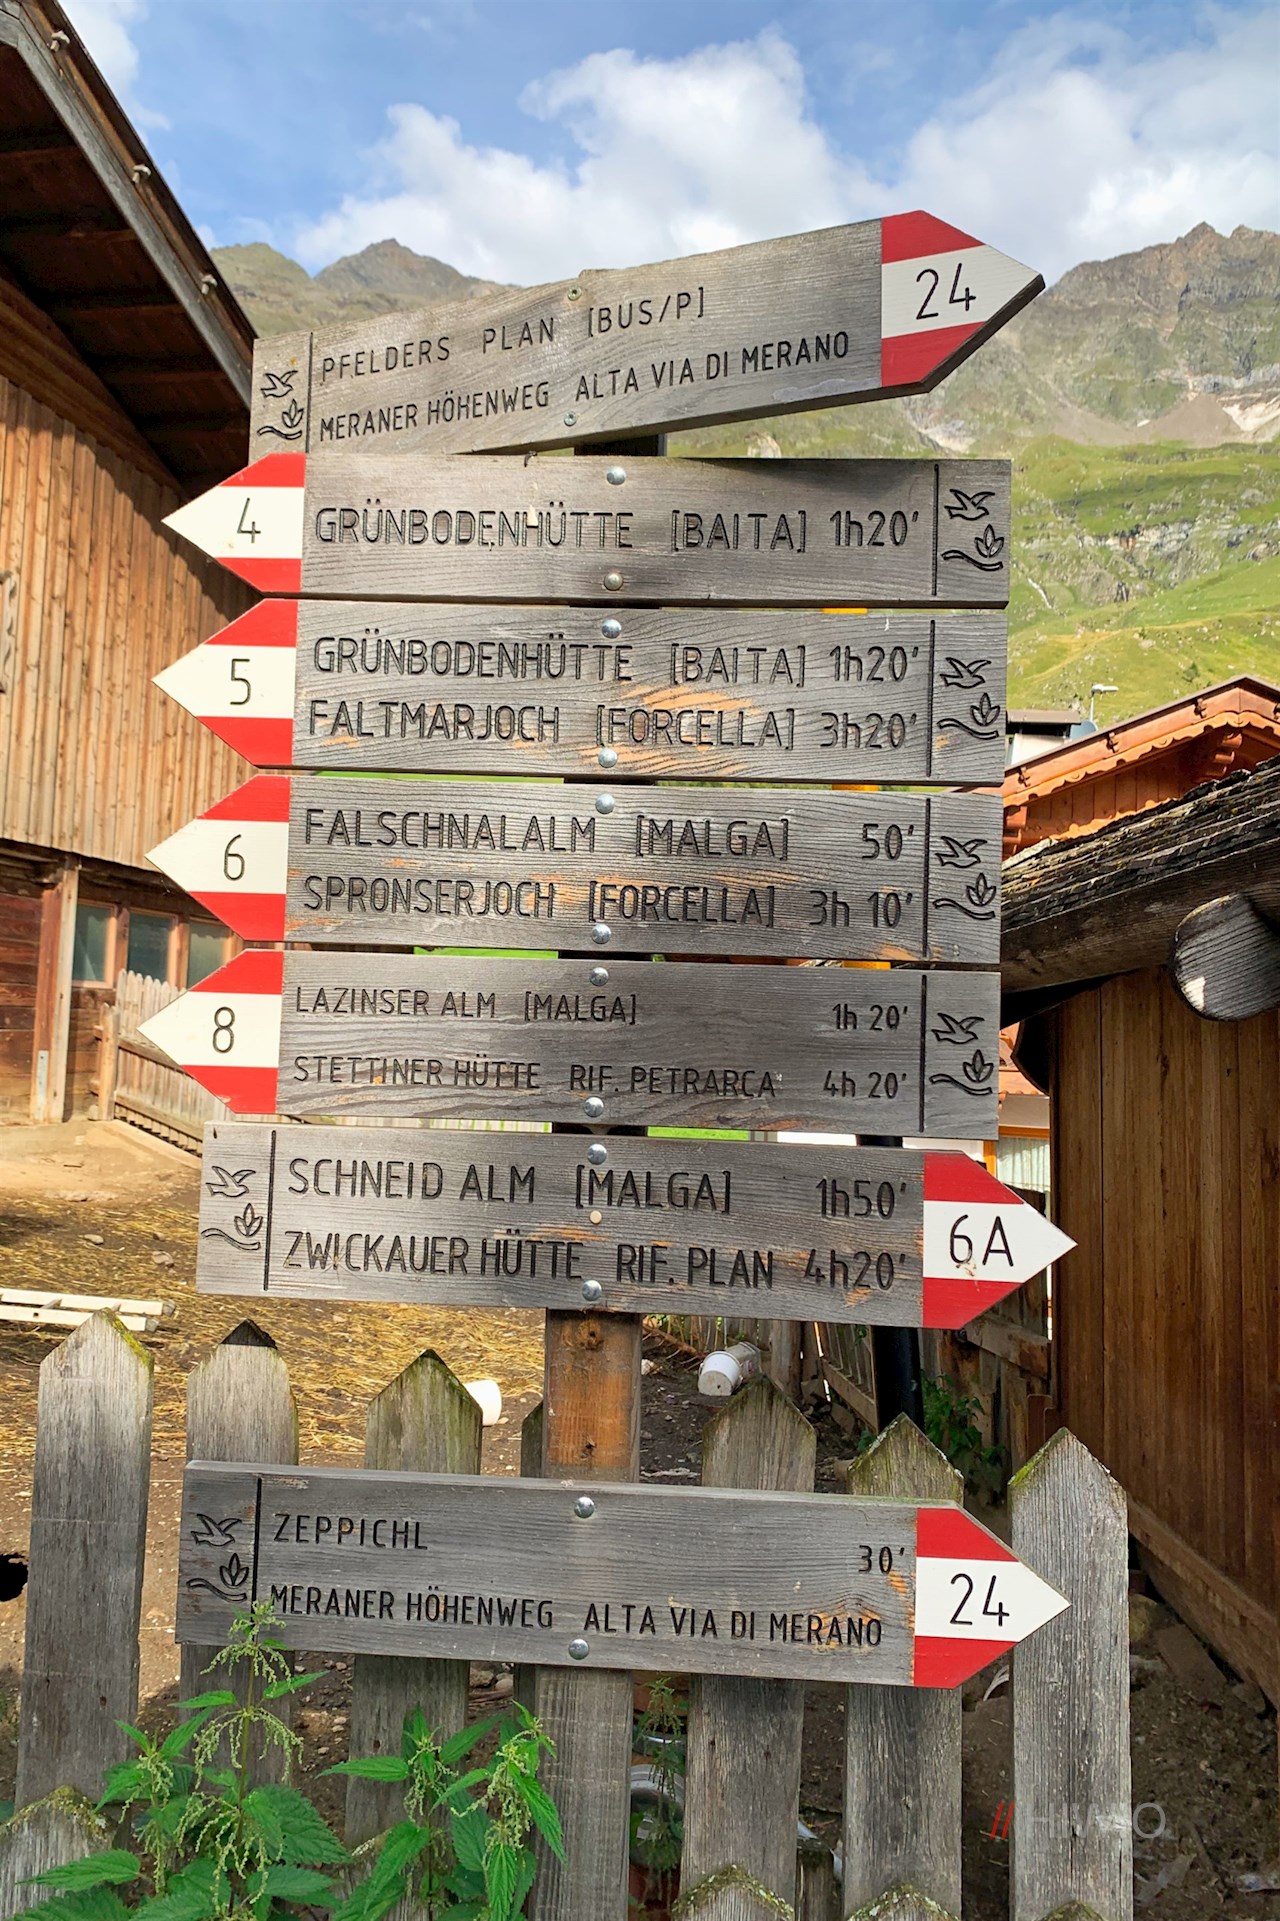 PFELDERS PLAN [BUS/P]
24
MERANER HÖHENWEG ALTA VIA DI MERANO
4
GRÜNBODENHÜTTE [BAITA] 1h20'
5
GRÜNBODENHÜTTE [BAITA] 1h20'
FALTMARJOCH [FORCELLA] 3h20'
6
FALSCHNALALM [MALGA] 50'
SPRONSERJOCH [FORCELLA] 3h 10'
8
LAZINSER ALM [MALGA] 1h 20'
STETTINER HÜTTE RIF. PETRARCA 4h 20'
SCHNEID ALM [MALGA] 1h50'
ZWICKAUER HÜTTE RIF. PLAN 4h20'
6A
ZEPPICHL 30'
MERANER HÖHENWEG ALTA VIA DI MERANO
24